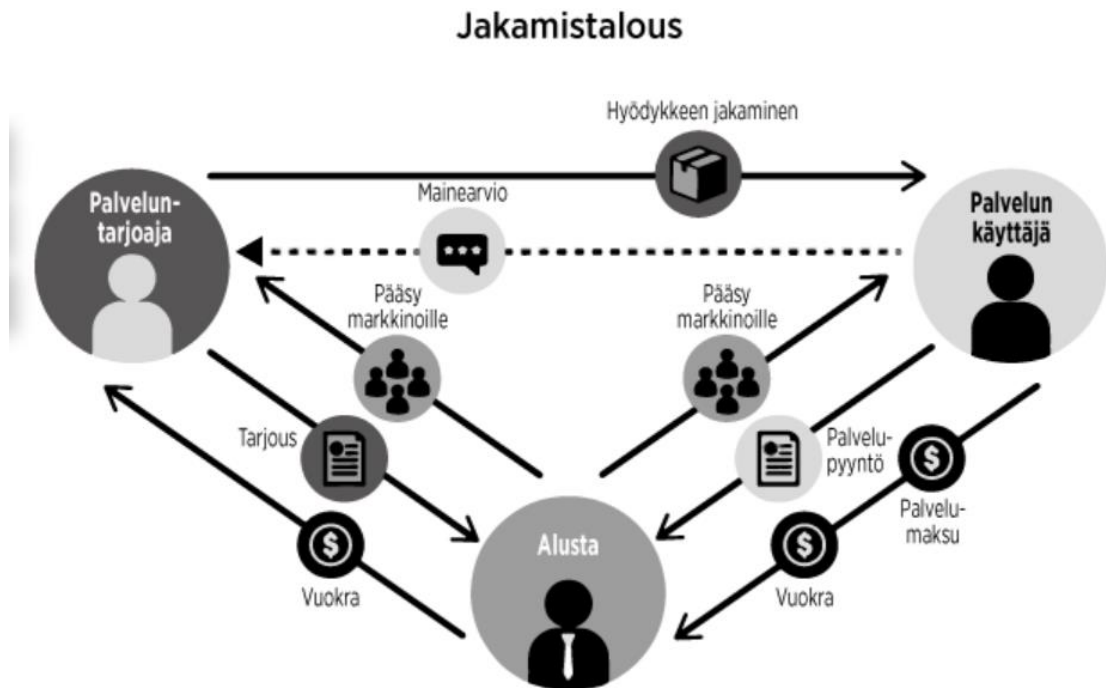 Jakamistalous
Hyödykkeen jakaminen
Mainearvio
Palvelun-
tarjoaja
Palvelun
käyttäjä
Pääsy
markkinoille
Pääsy
markkinoille
Tarjous
Palvelu-
pyyntö
Palvelu-
maksu
Alusta
Vuokra
Vuokra